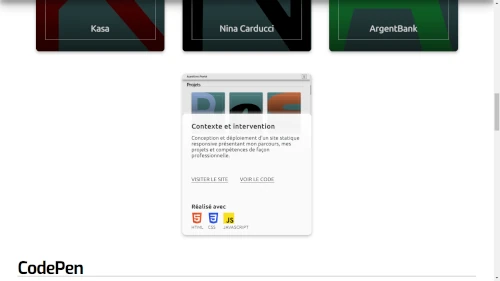 Kasa
Nina Carducci
ArgentBank
Projets
Contexte et intervention
Conception et déploiement d'un site statique
responsive présentant mon parcours, mes
projets et compétences de façon
professionnelle.
VISITER LE SITE
VOIR LE CODE
Réalisé avec
HTML
CSS
JAVASCRIPT
CodePen